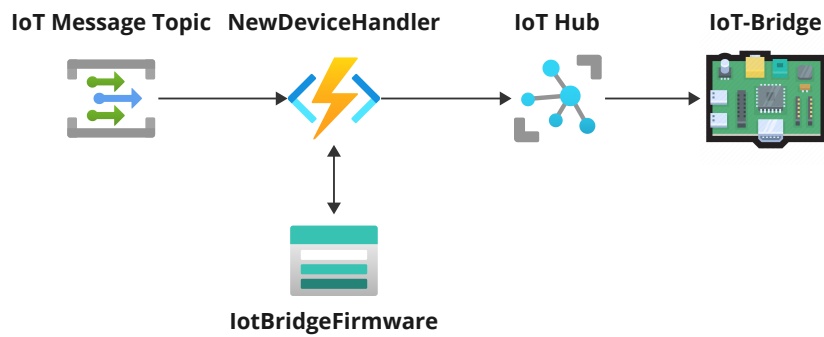 IoT Message Topic
NewDeviceHandler
IoT Hub
IoT-Bridge
IotBridgeFirmware